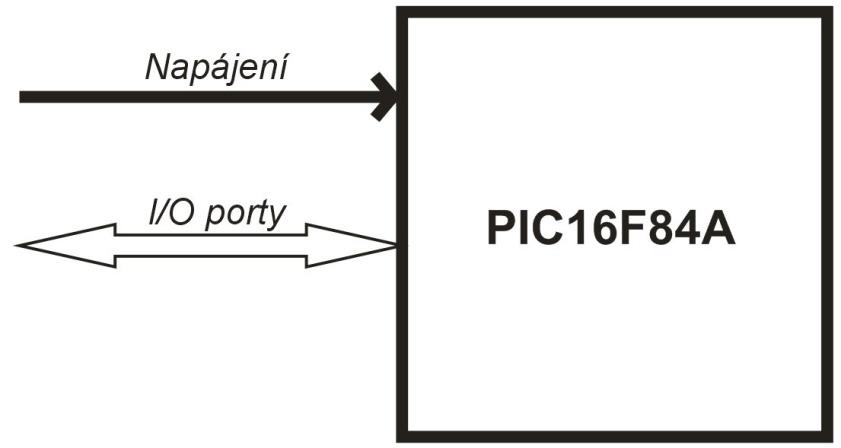 Napájení
I/O porty
PIC16F84A